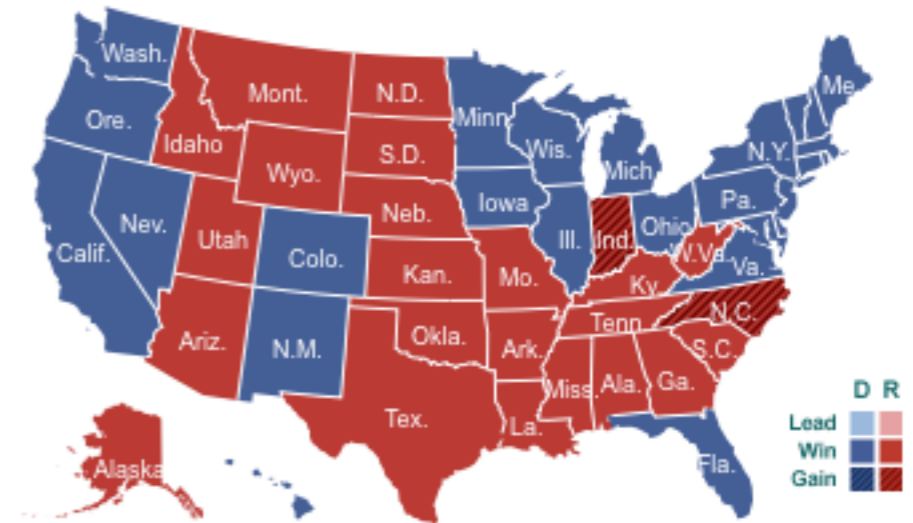 Wash.
Mont.
N.D.
Minn
Me
Ore.
Idaho
S.D.
Wis.
N.Y.
Wyo.
Mich
Neb.
Iowa
Pa.
Nev.
Utah
Colo.
Ill.
Ind.
Ohio
Calif.
Kan.
Mo.
W.Va.
Va.
Ky.
Ariz.
N.M.
Okla.
Ark.
Tenn
N.C.
S.C.
Tex.
La.
Miss.
Ala.
Ga.
Alaska
Fla.
D R
Lead
Win
Gain